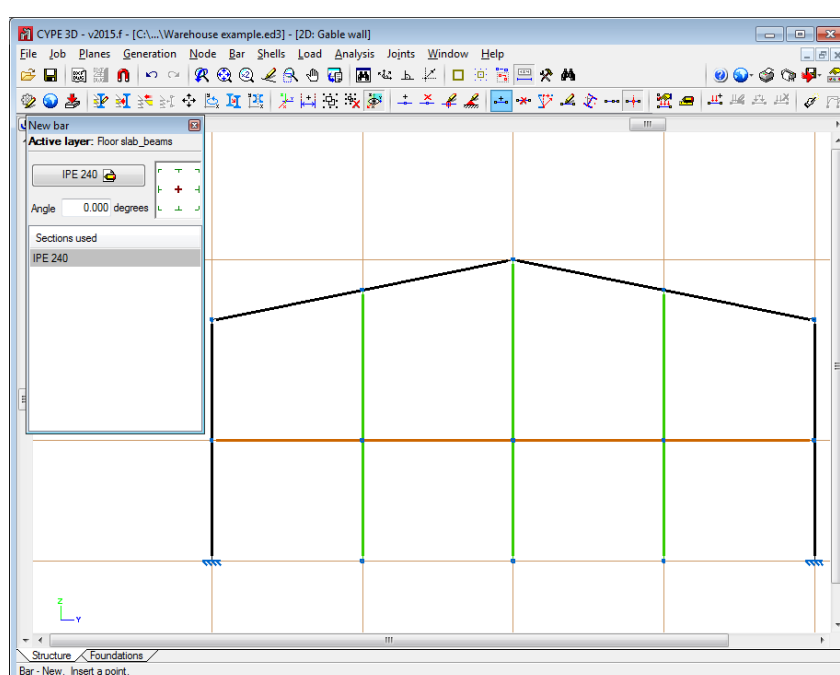 CYPE 3D - v2015.f - [C:\...\Warehouse example.ed3] - [2D: Gable wall]
File Job Planes Generation Node Bar Shells Load Analysis Joints Window Help
New bar
Active layer: Floor slab_beams
IPE 240
Angle 0.000 degrees
Sections used
IPE 240
Z
Y
Structure Foundations
Bar - New. Insert a point.